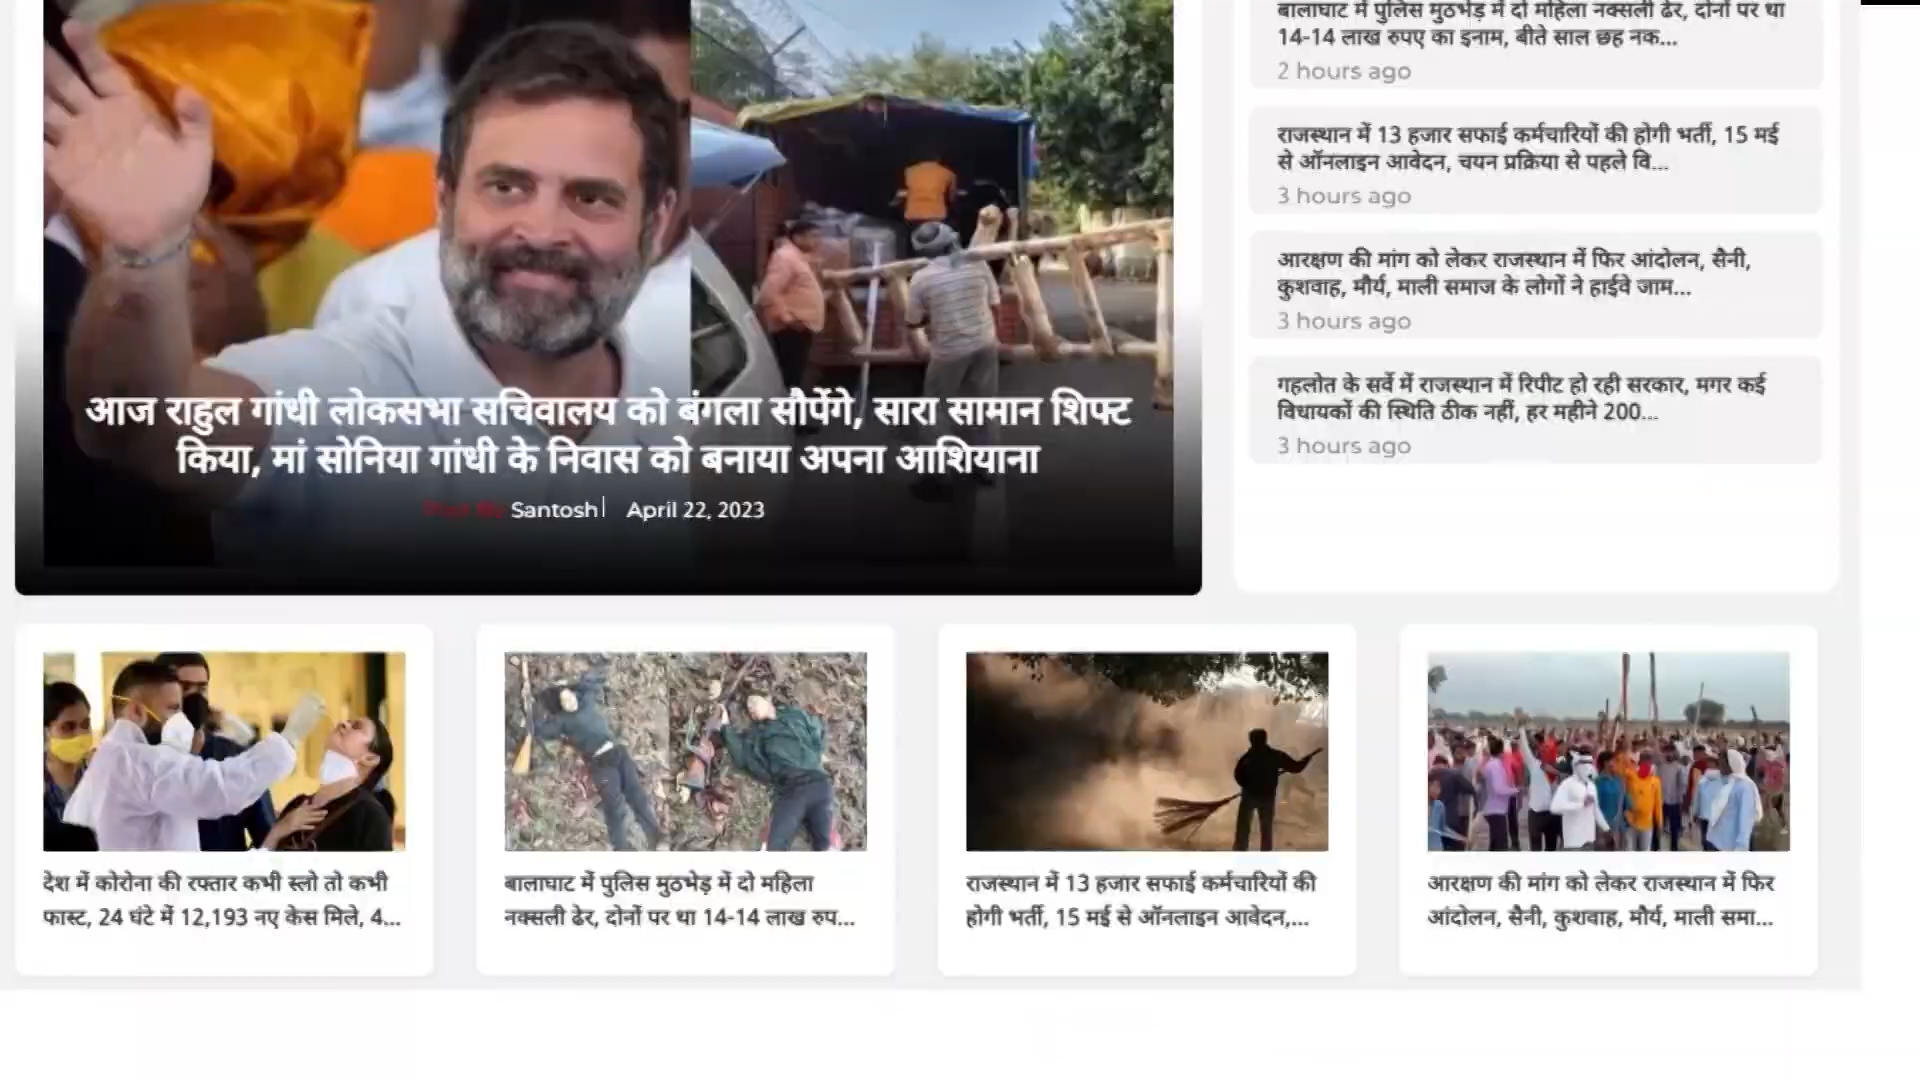 आज राहुल गांधी लोकसभा सचिवालय को बंगला सौपेंगे, सारा सामान शिफ्ट
किया, मां सोनिया गांधी के निवास को बनाया अपना आशियाना
Post By Santosh| April 22, 2023
बालाघाट में पुलिस मुठभेड़ में दो महिला नक्सली ढेर, दोनों पर था
14-14 लाख रुपए का इनाम, बीते साल छह नक...
2 hours ago
राजस्थान में 13 हजार सफाई कर्मचारियों की होगी भर्ती, 15 मई
से ऑनलाइन आवेदन, चयन प्रक्रिया से पहले वि...
3 hours ago
आरक्षण की मांग को लेकर राजस्थान में फिर आंदोलन, सैनी,
कुशवाह, मौर्य, माली समाज के लोगों ने हाईवे जाम...
3 hours ago
गहलोत के सर्वे में राजस्थान में रिपीट हो रही सरकार, मगर कई
विधायकों की स्थिति ठीक नहीं, हर महीने 200...
3 hours ago
देश में कोरोना की रफ्तार कभी स्लो तो कभी
फास्ट, 24 घंटे में 12,193 नए केस मिले, 4...
बालाघाट में पुलिस मुठभेड़ में दो महिला
नक्सली ढेर, दोनों पर था 14-14 लाख रुप...
राजस्थान में 13 हजार सफाई कर्मचारियों की
होगी भर्ती, 15 मई से ऑनलाइन आवेदन,...
आरक्षण की मांग को लेकर राजस्थान में फिर
आंदोलन, सैनी, कुशवाह, मौर्य, माली समा...